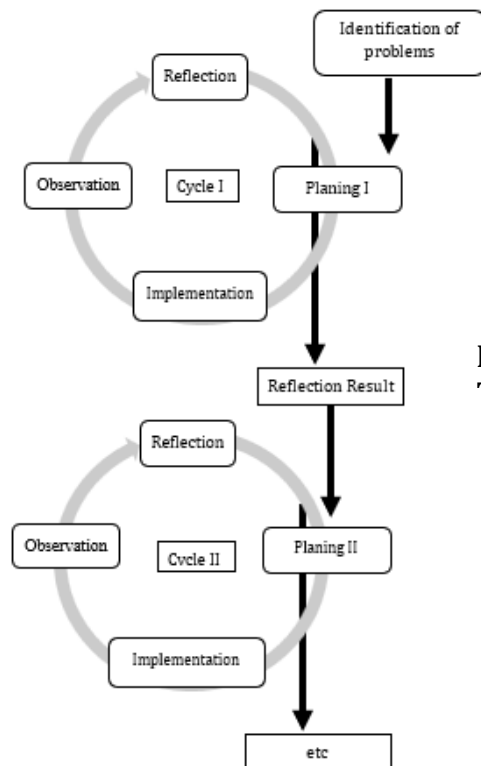 Identification of
problems
Reflection
Observation
Cycle I
Planing I
Implementation
Reflection Result
Reflection
Observation
Cycle II
Planing II
Implementation
etc